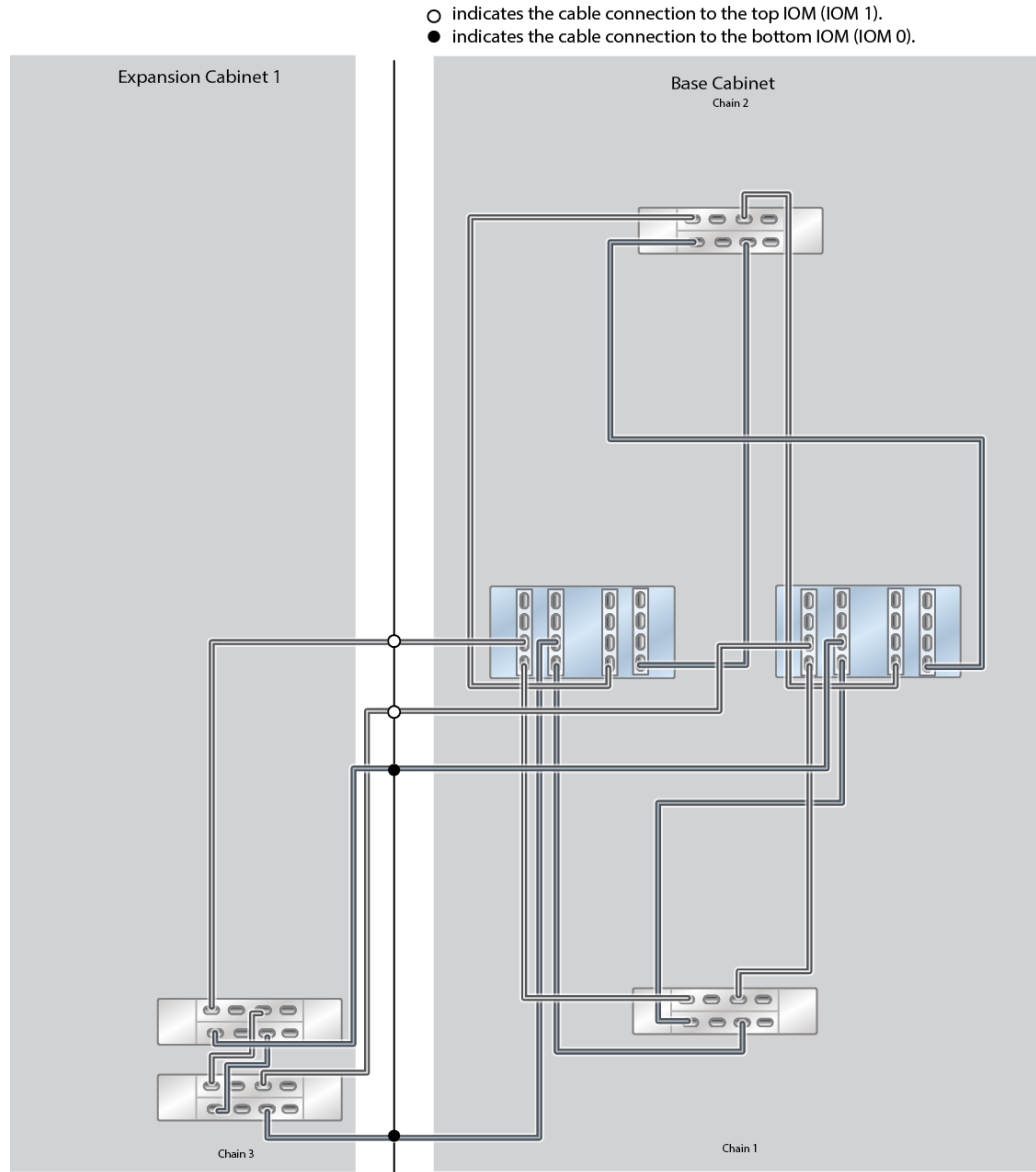 indicates the cable connection to the top IOM (IOM 1).
indicates the cable connection to the bottom IOM (IOM 0).
Expansion Cabinet 1
Base Cabinet
Chain 2
Chain 3
Chain 1